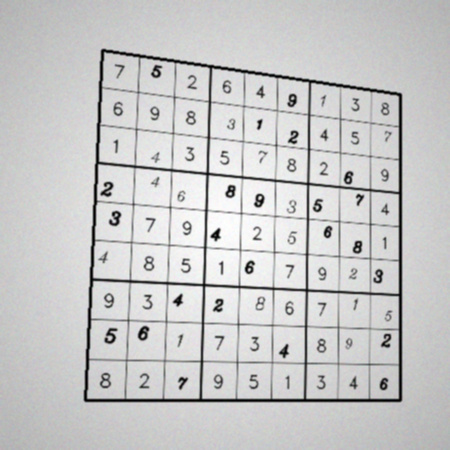 7 5 2 6 4 9 1 3 8
6 9 8 3 1 2 4 5 7
1 4 3 5 7 8 2 6 9
2 4 6 8 9 3 5 7 4
3 7 9 4 2 5 6 8 1
4 8 5 1 6 7 9 2 3
9 3 4 2 8 6 7 1 5
5 6 1 7 3 4 8 9 2
8 2 7 9 5 1 3 4 6